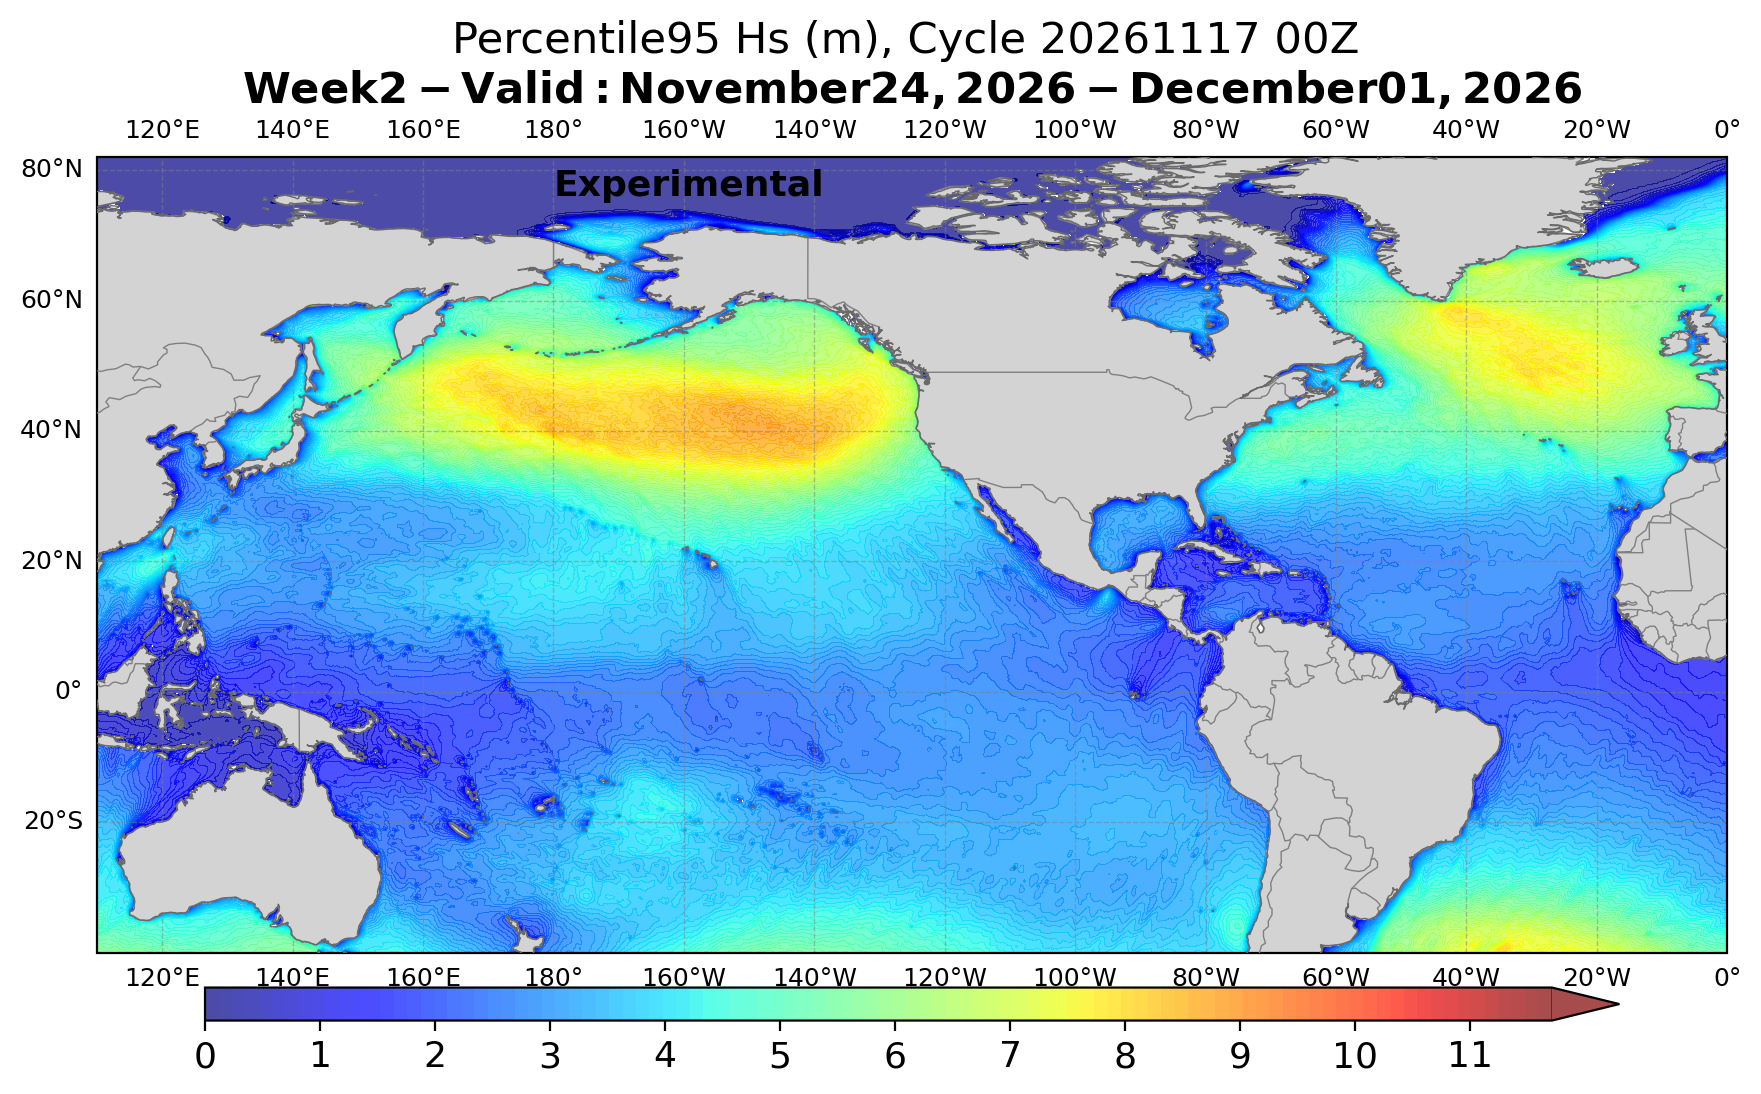 Percentile95 Hs (m), Cycle 20261117 00Z
Week2 − Valid : November24, 2026 − December01, 2026
120°E 140°E 160°E 180° 160°W 140°W 120°W 100°W 80°W 60°W 40°W 20°W 0°
80°N
Experimental
60°N
40°N
20°N
0°
20°S
120°E 140°E 160°E 180° 160°W 140°W 120°W 100°W 80°W 60°W 40°W 20°W 0°
0 1 2 3 4 5 6 7 8 9 10 11